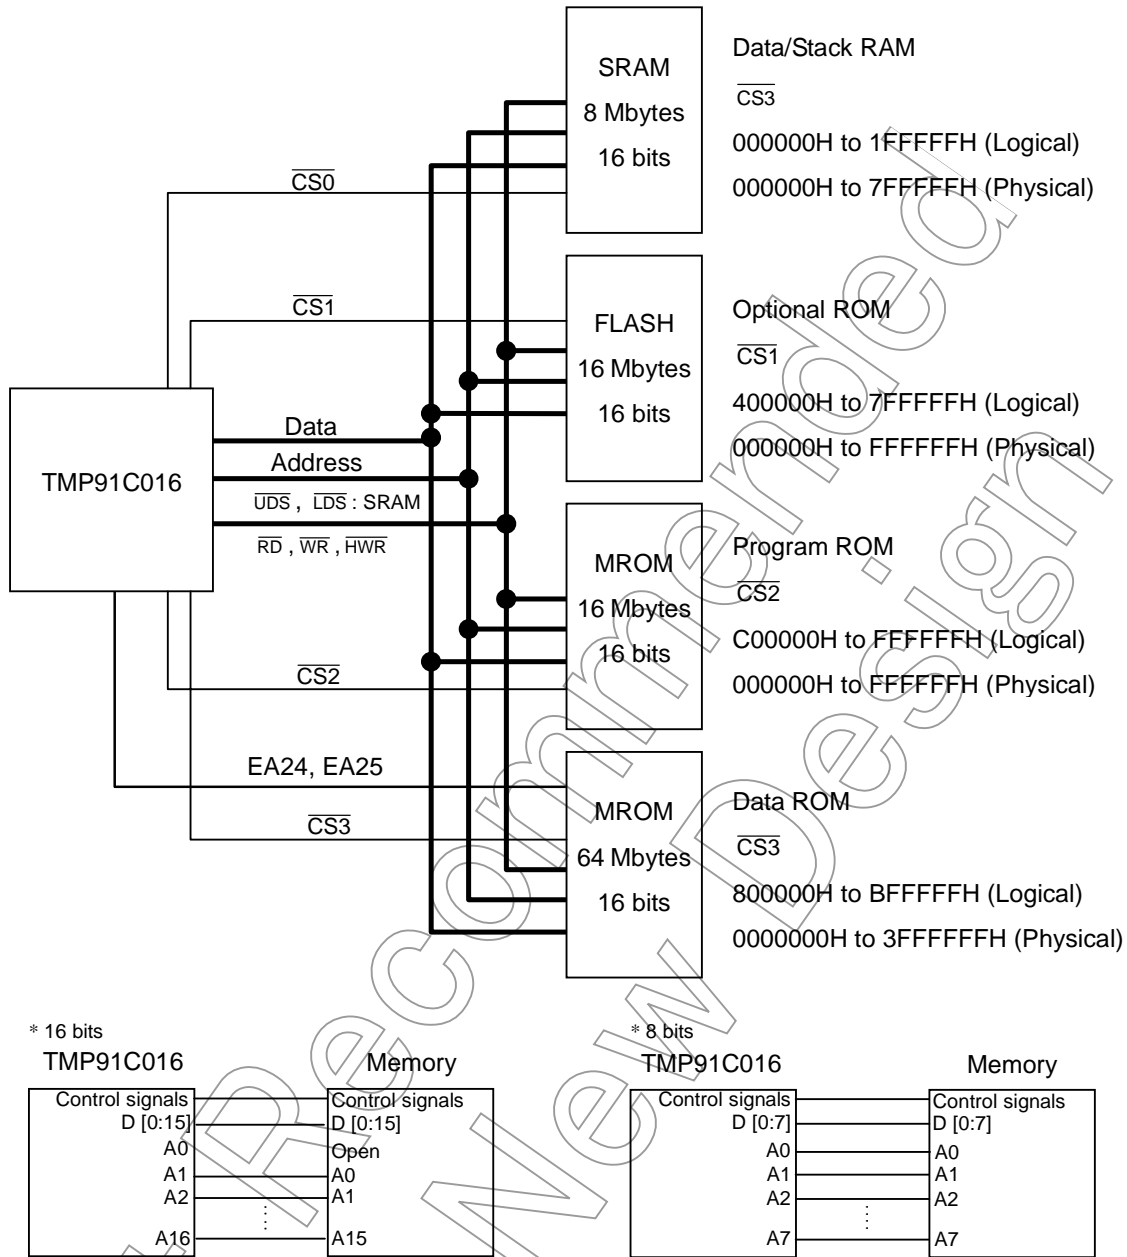 SRAM
8 Mbytes
16 bits
Data/Stack RAM
CS3
000000H to 1FFFFFH (Logical)
000000H to 7FFFFFH (Physical)
CS0
CS1
FLASH
16 Mbytes
16 bits
Optional ROM
CS1
400000H to 7FFFFFH (Logical)
000000H to FFFFFFH (Physical)
TMP91C016
Data
Address
UDS , LDS : SRAM
RD , WR , HWR
MROM
16 Mbytes
16 bits
Program ROM
CS2
C00000H to FFFFFFH (Logical)
000000H to FFFFFFH (Physical)
CS2
EA24, EA25
CS3
MROM
64 Mbytes
16 bits
Data ROM
CS3
800000H to BFFFFFH (Logical)
0000000H to 3FFFFFFH (Physical)
* 16 bits
TMP91C016 Memory
Control signals Control signals
D [0:15] D [0:15]
A0 Open
A1 A0
A2 A1
A16 A15
* 8 bits
TMP91C016 Memory
Control signals Control signals
D [0:7] D [0:7]
A0 A0
A1 A1
A2 A2
A7 A7
Recommended
New Design